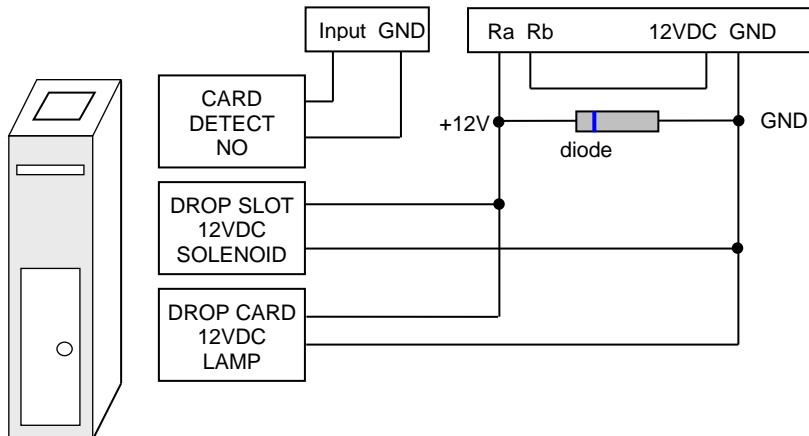 Input GND
Ra Rb 12VDC GND
CARD
DETECT
NO
+12V
GND
diode
DROP SLOT
12VDC
SOLENOID
DROP CARD
12VDC
LAMP